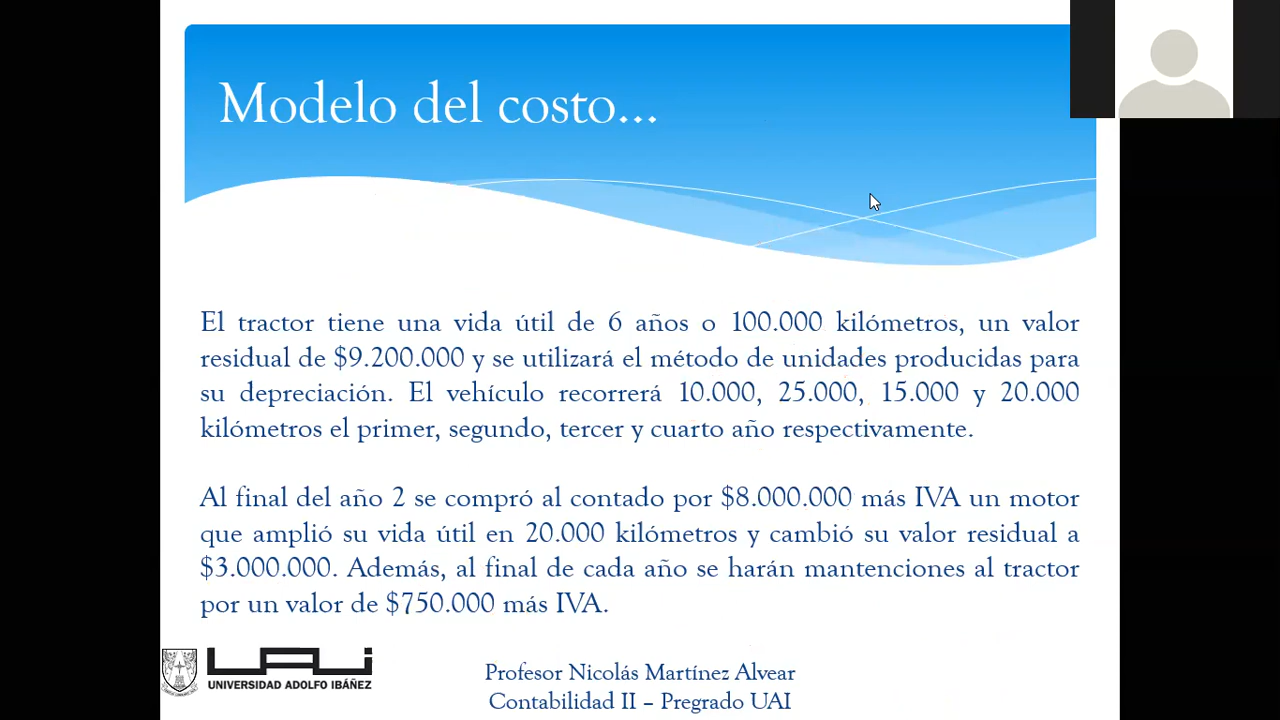 Modelo del costo...
El tractor tiene una vida útil de 6 años o 100.000 kilómetros, un valor
residual de $9.200.000 y se utilizará el método de unidades producidas para
su depreciación. El vehículo recorrerá 10.000, 25.000, 15.000 y 20.000
kilómetros el primer, segundo, tercer y cuarto año respectivamente.
Al final del año 2 se compró al contado por $8.000.000 más IVA un motor
que amplió su vida útil en 20.000 kilómetros y cambió su valor residual a
$3.000.000. Además, al final de cada año se harán mantenciones al tractor
por un valor de $750.000 más IVA.
UAI
UNIVERSIDAD ADOLFO IBÁÑEZ
Profesor Nicolás Martínez Alvear
Contabilidad II – Pregrado UAI